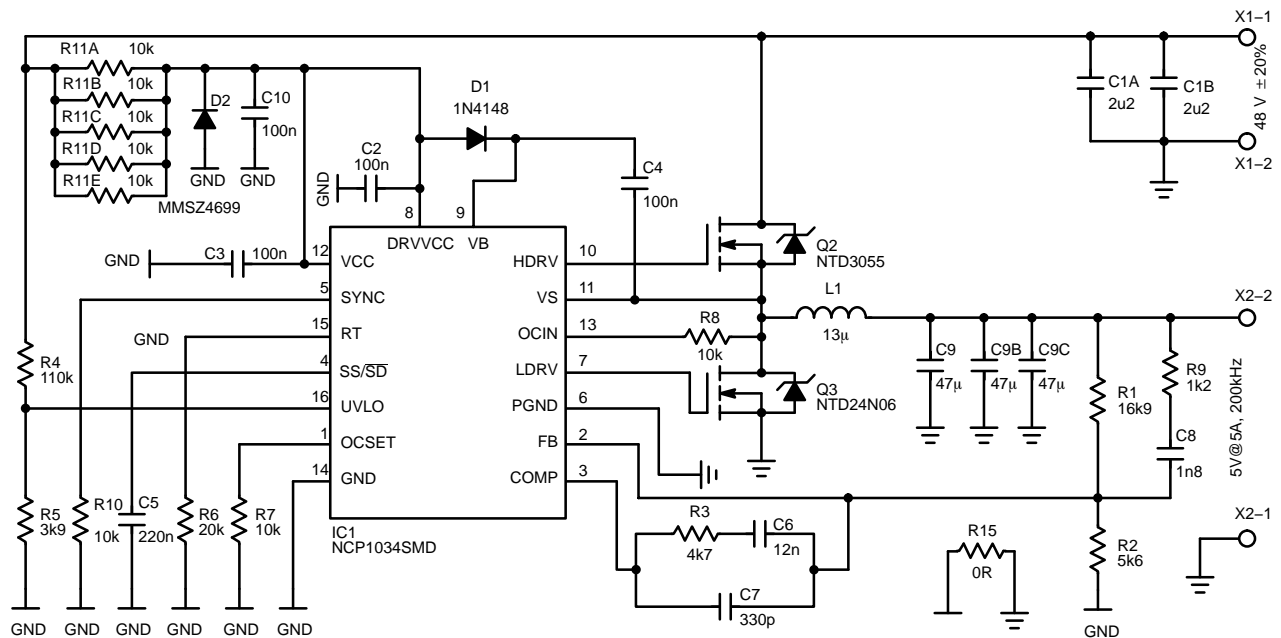 X1−1
R11A 10k
R11B 10k
R11C 10k
R11D 10k
R11E 10k
MMSZ4699
D2
GND
C10
100n
GND
D1
1N4148
C2
100n
GND
C4
100n
C1A
2u2
C1B
2u2
48 V ±20%
X1−2
8
9
DRVVCC VB
GND
C3 100n
12
VCC
5
SYNC
15
RT
GND
4
SS/SD
16
UVLO
1
OCSET
14
GND
HDRV
10
VS
11
OCIN
13
LDRV
7
PGND
6
FB
2
COMP
3
IC1
NCP1034SMD
Q2
NTD3055
L1
13μ
R8
10k
Q3
NTD24N06
X2−2
C9
47μ
C9B
47μ
C9C
47μ
R1
16k9
R9
1k2
C8
1n8
5V@5A, 200kHz
R4
110k
R5
3k9
R10
10k
C5
220n
R6
20k
R7
10k
R3
4k7
C6
12n
C7
330p
R15
0R
R2
5k6
X2−1
GND GND GND GND GND GND
GND